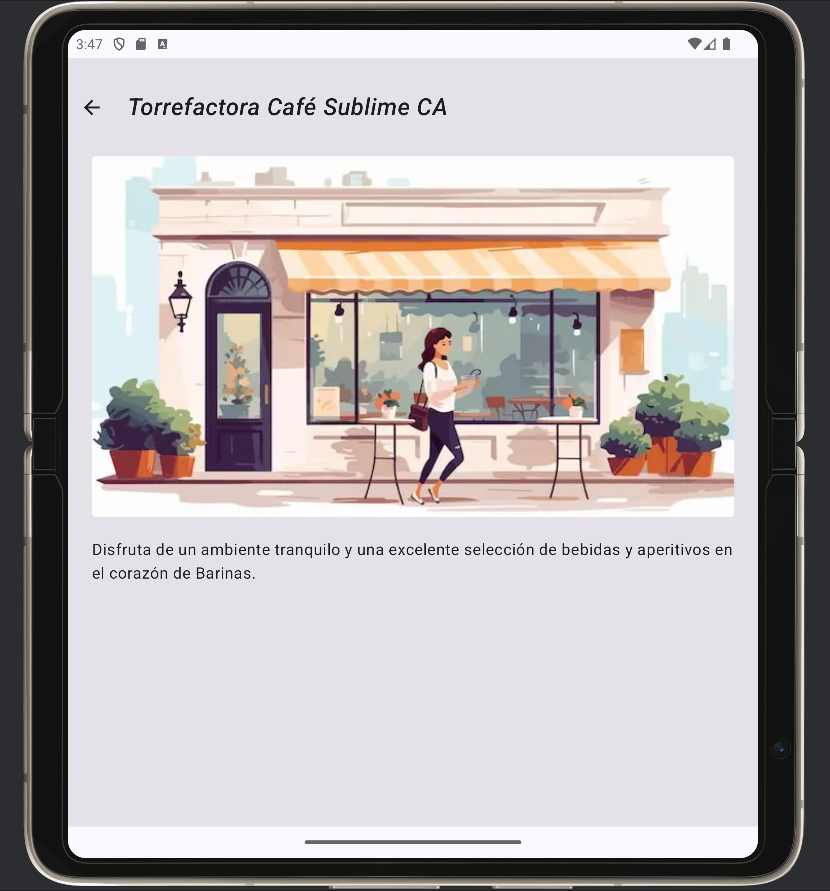 3:47
Torrefactora Café Sublime CA
Disfruta de un ambiente tranquilo y una excelente selección de bebidas y aperitivos en
el corazón de Barinas.